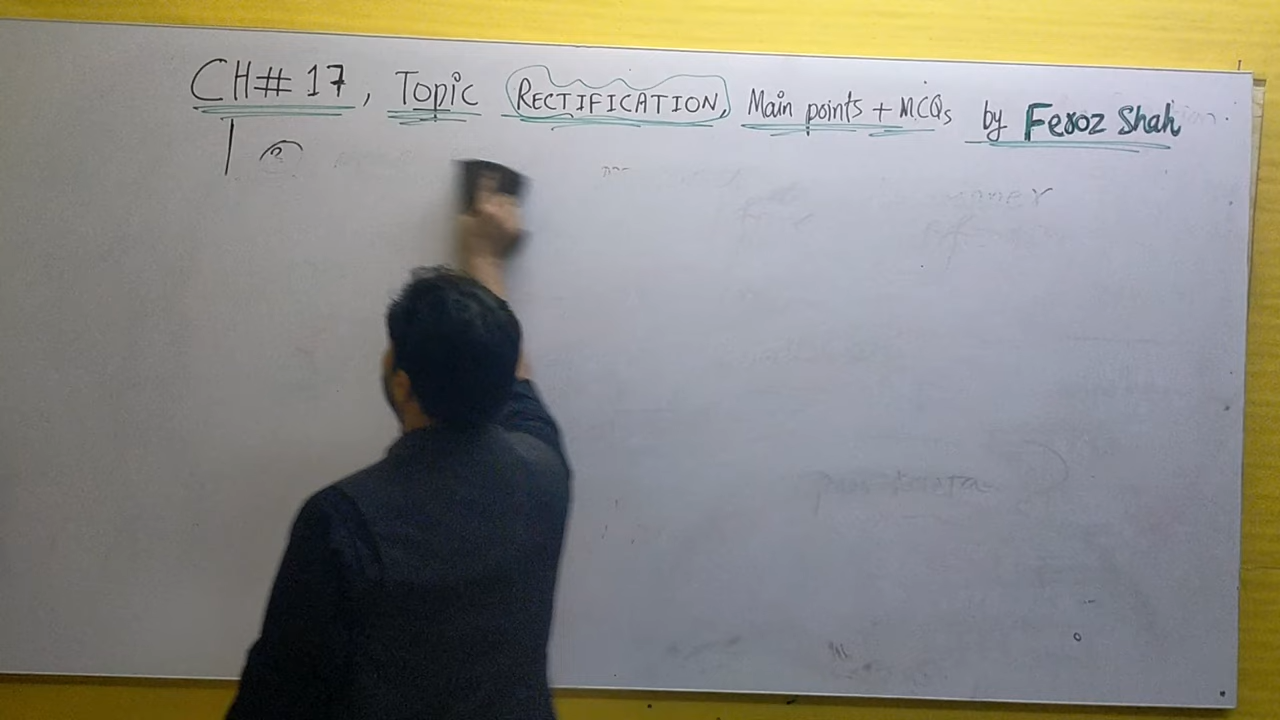 CH# 17, Topic RECTIFICATION, Main points + MCQs by Feroz Shah